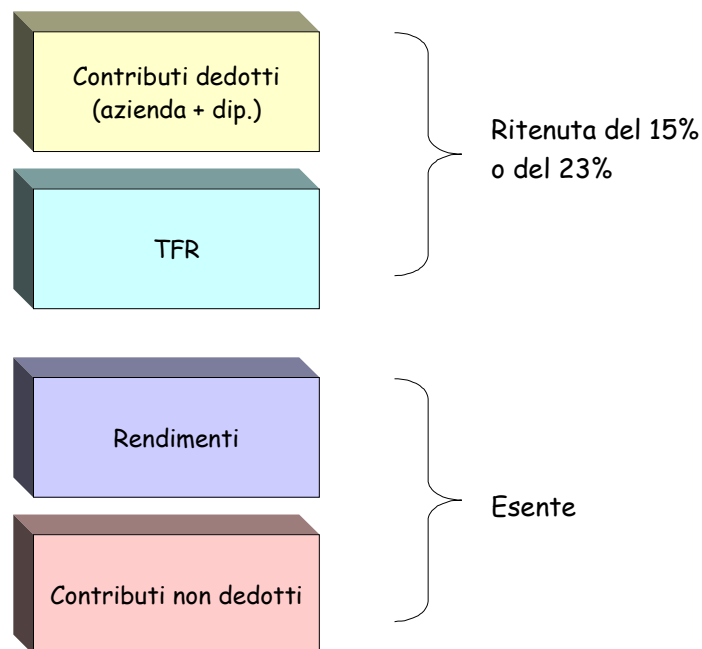 Contributi dedotti
(azienda + dip.)
Ritenuta del 15%
o del 23%
TFR
Rendimenti
Esente
Contributi non dedotti